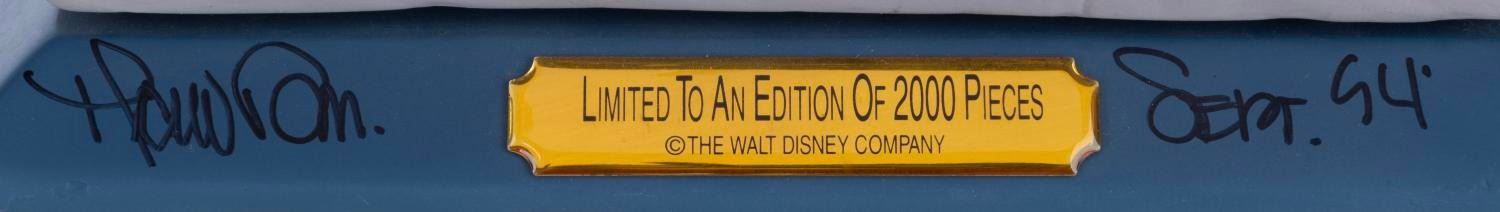 LIMITED TO AN EDITION OF 2000 PIECES
©THE WALT DISNEY COMPANY
SEPT. 94'